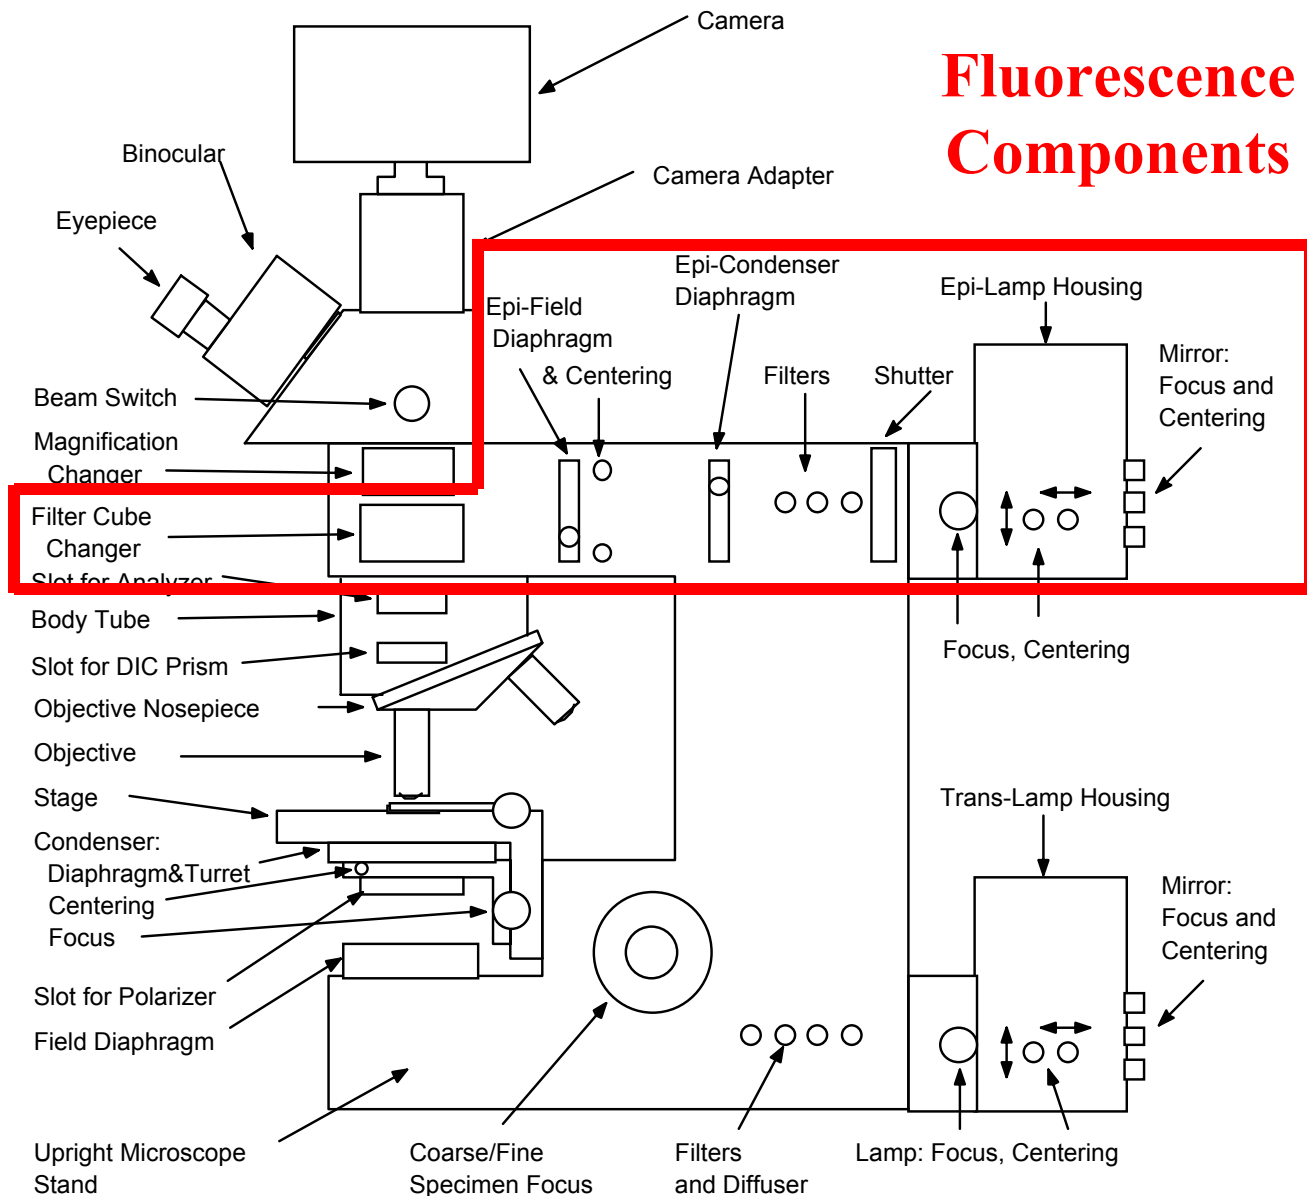 Camera
Fluorescence
Components
Binocular
Camera Adapter
Eyepiece
Epi-Condenser
Diaphragm
Epi-Lamp Housing
Epi-Field
Diaphragm
& Centering
Filters
Shutter
Mirror:
Focus and
Centering
Beam Switch
Magnification
Changer
Filter Cube
Changer
Slot for Analyzer
Body Tube
Slot for DIC Prism
Focus, Centering
Objective Nosepiece
Objective
Stage
Trans-Lamp Housing
Condenser:
Diaphragm&Turret
Centering
Focus
Mirror:
Focus and
Centering
Slot for Polarizer
Field Diaphragm
Upright Microscope
Stand
Coarse/Fine
Specimen Focus
Filters
and Diffuser
Lamp: Focus, Centering